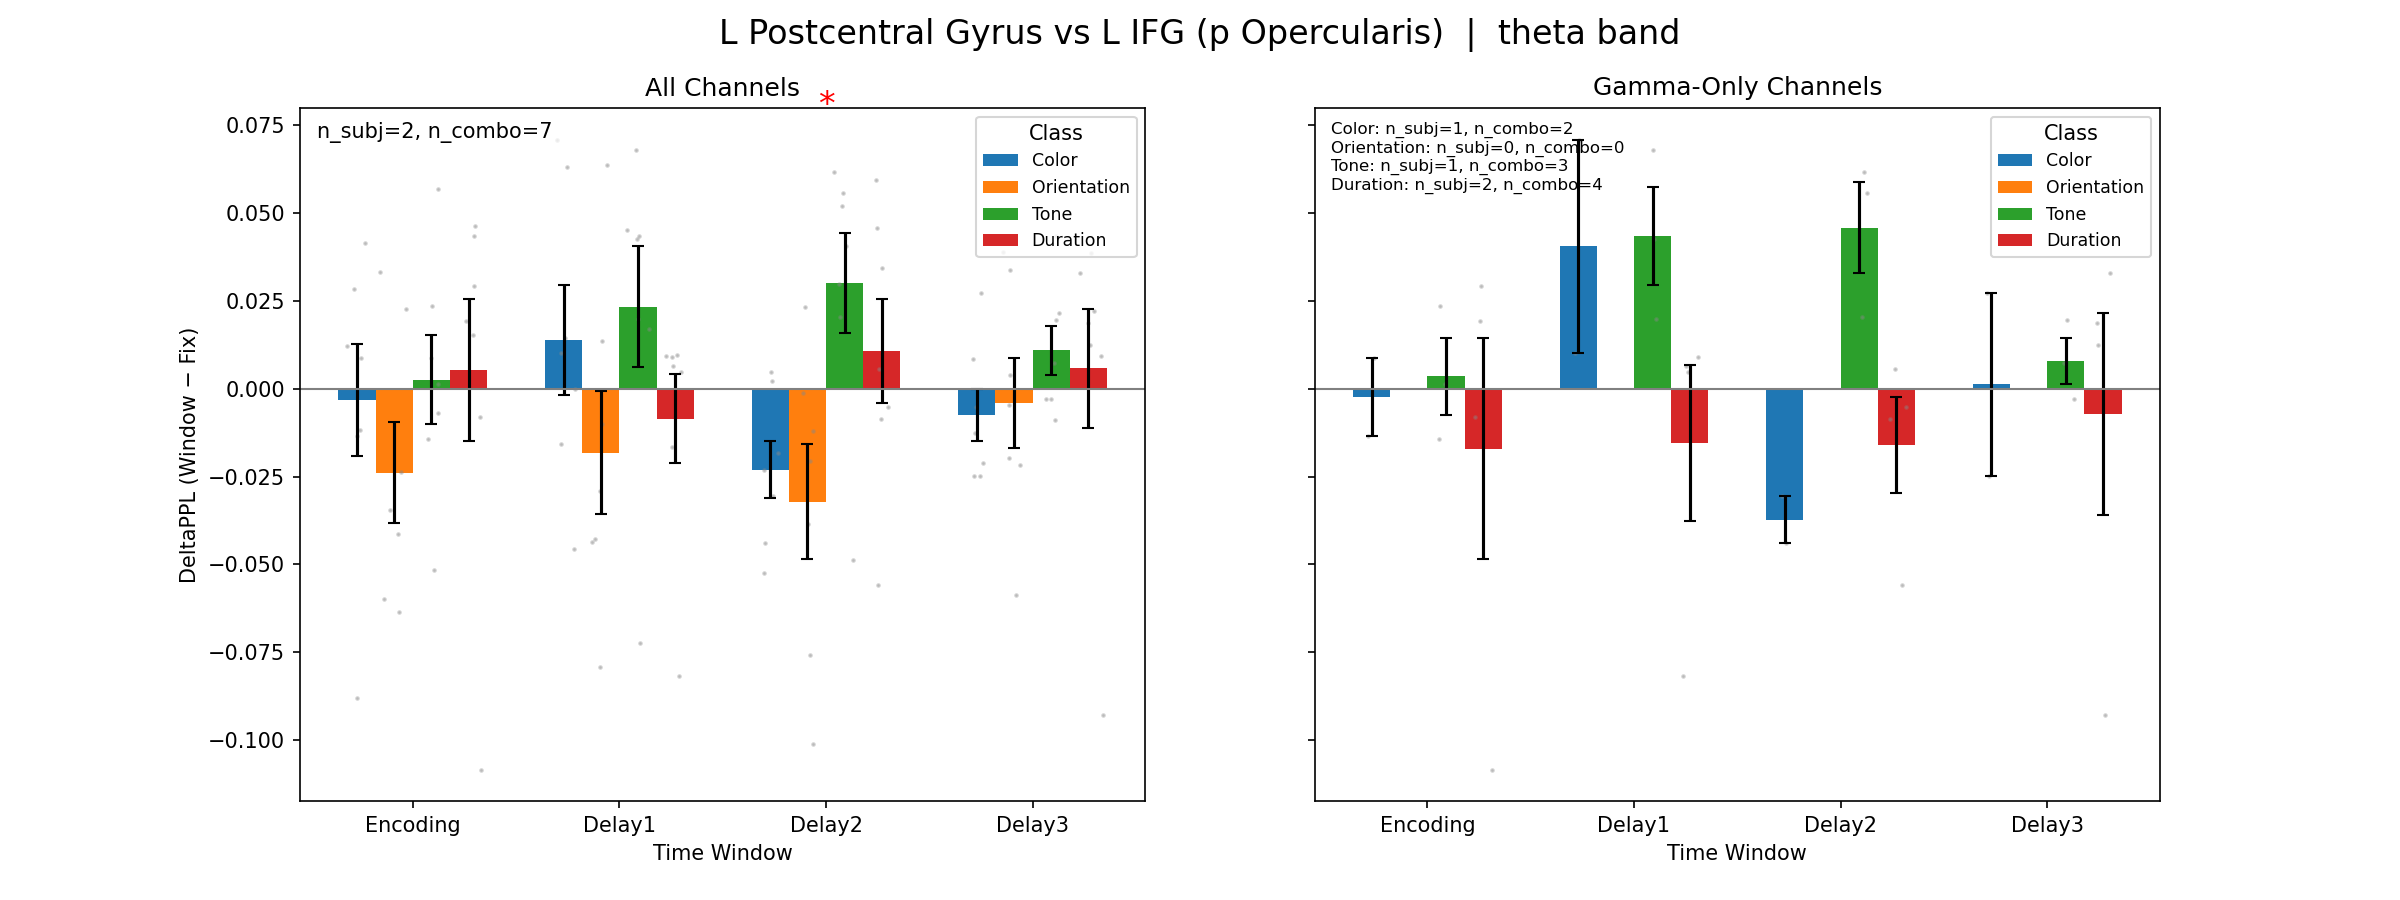 L Postcentral Gyrus vs L IFG (p Opercularis)  |  theta band
All Channels
*
n_subj=2, n_combo=7
Class
Color
Orientation
Tone
Duration
0.075
0.050
0.025
0.000
−0.025
−0.050
−0.075
−0.100
DeltaPPL (Window − Fix)
Encoding
Delay1
Delay2
Delay3
Time Window
Gamma-Only Channels
Color: n_subj=1, n_combo=2
Orientation: n_subj=0, n_combo=0
Tone: n_subj=1, n_combo=3
Duration: n_subj=2, n_combo=4
Class
Color
Orientation
Tone
Duration
Encoding
Delay1
Delay2
Delay3
Time Window